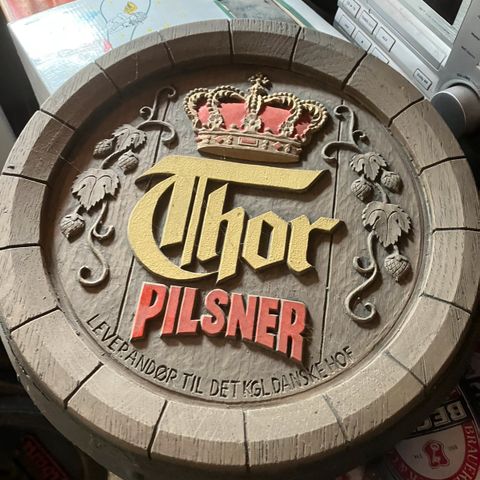 Thor
PILSNER
LEVERANDØR TIL DET KGL. DANSKE HOF